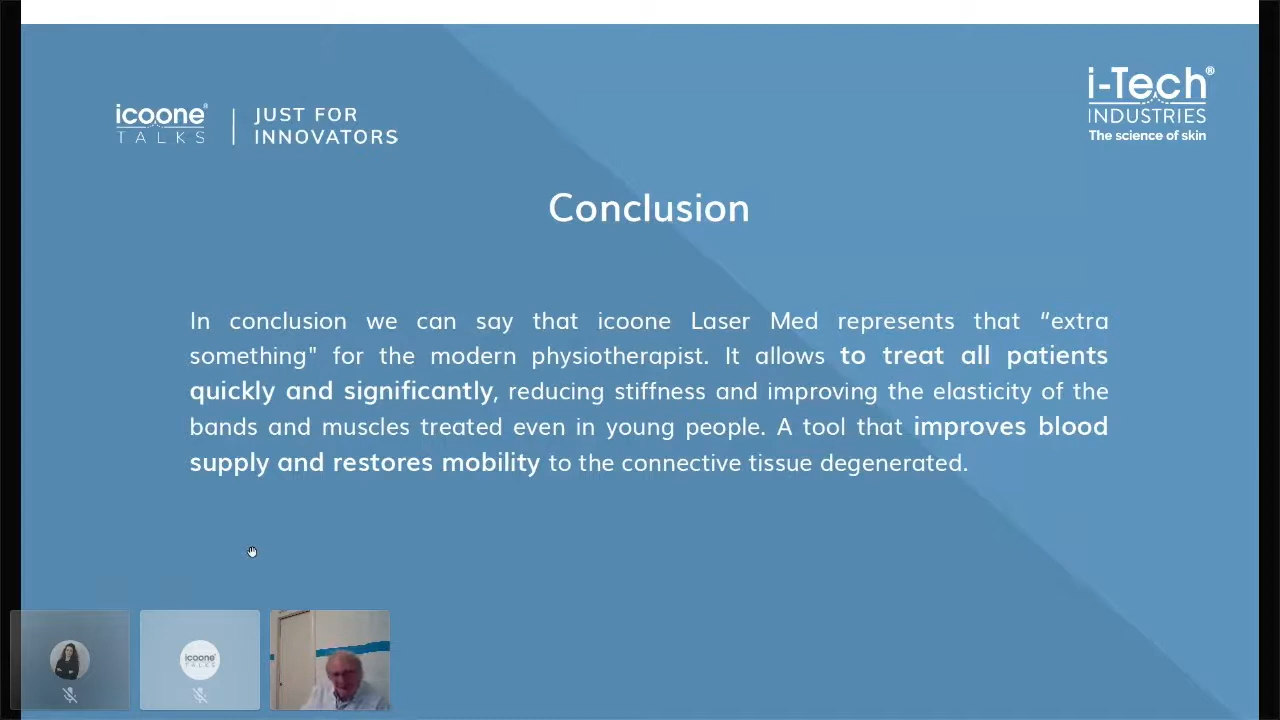 icoone®
TALKS
JUST FOR
INNOVATORS
i-Tech®
INDUSTRIES
The science of skin
Conclusion
In conclusion we can say that icoone Laser Med represents that “extra
something" for the modern physiotherapist. It allows to treat all patients
quickly and significantly, reducing stiffness and improving the elasticity of the
bands and muscles treated even in young people. A tool that improves blood
supply and restores mobility to the connective tissue degenerated.
icoone
TALKS